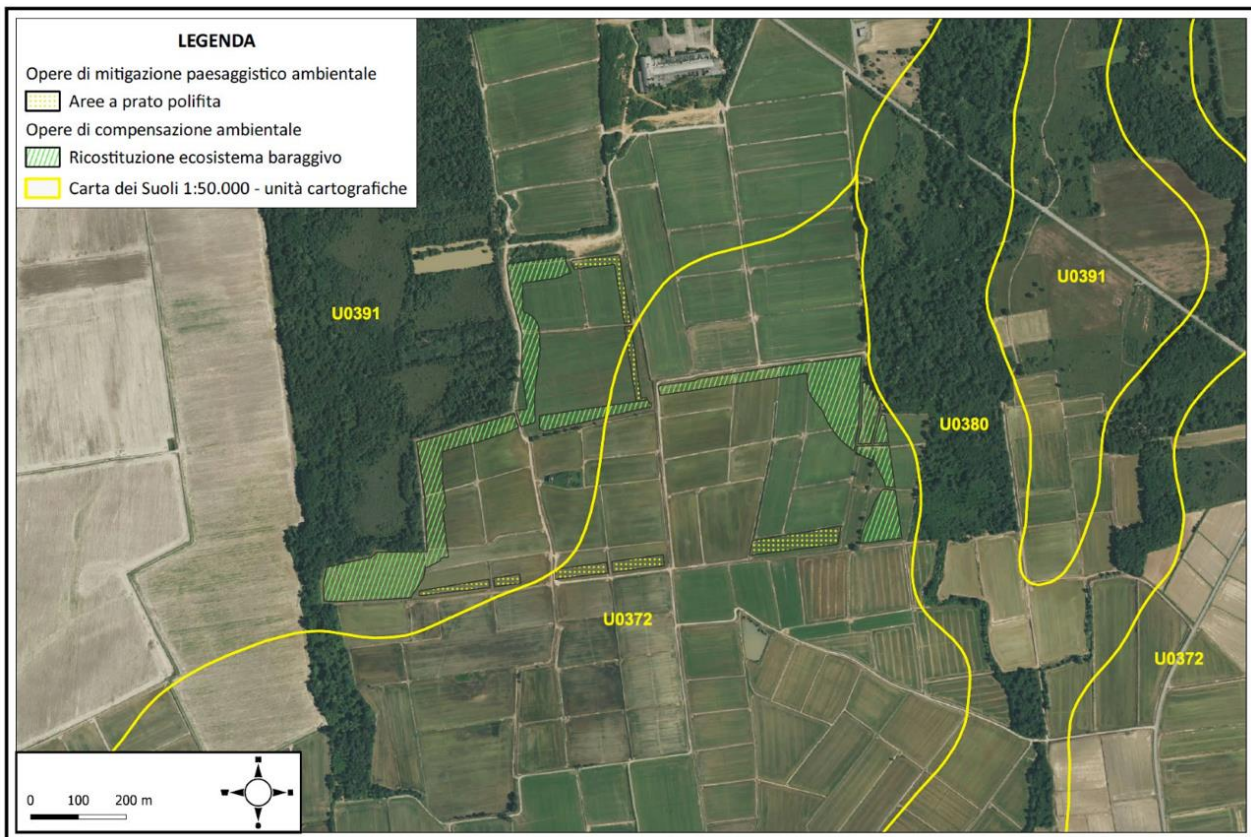 LEGENDA
Opere di mitigazione paesaggistico ambientale
Aree a prato polifita
Opere di compensazione ambientale
Ricostituzione ecosistema baraggivo
Carta dei Suoli 1:50.000 - unità cartografiche
U0391
U0391
U0380
U0372
U0372
0 100 200 m